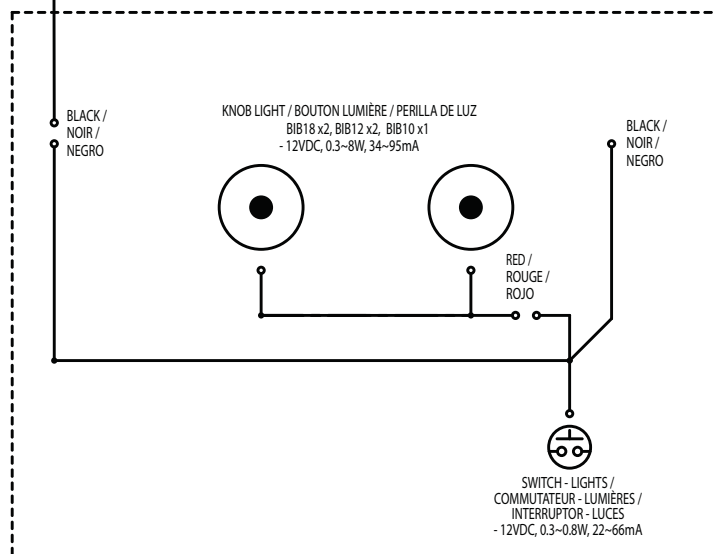 BLACK /
NOIR /
NEGRO
KNOB LIGHT / BOUTON LUMIÈRE / PERILLA DE LUZ
BIB18 x2, BIB12 x2, BIB10 x1
- 12VDC, 0.3~8W, 34~95mA
BLACK /
NOIR /
NEGRO
RED /
ROUGE /
ROJO
SWITCH - LIGHTS /
COMMUTATEUR - LUMIÈRES /
INTERRUPTOR - LUCES
- 12VDC, 0.3~0.8W, 22~66mA